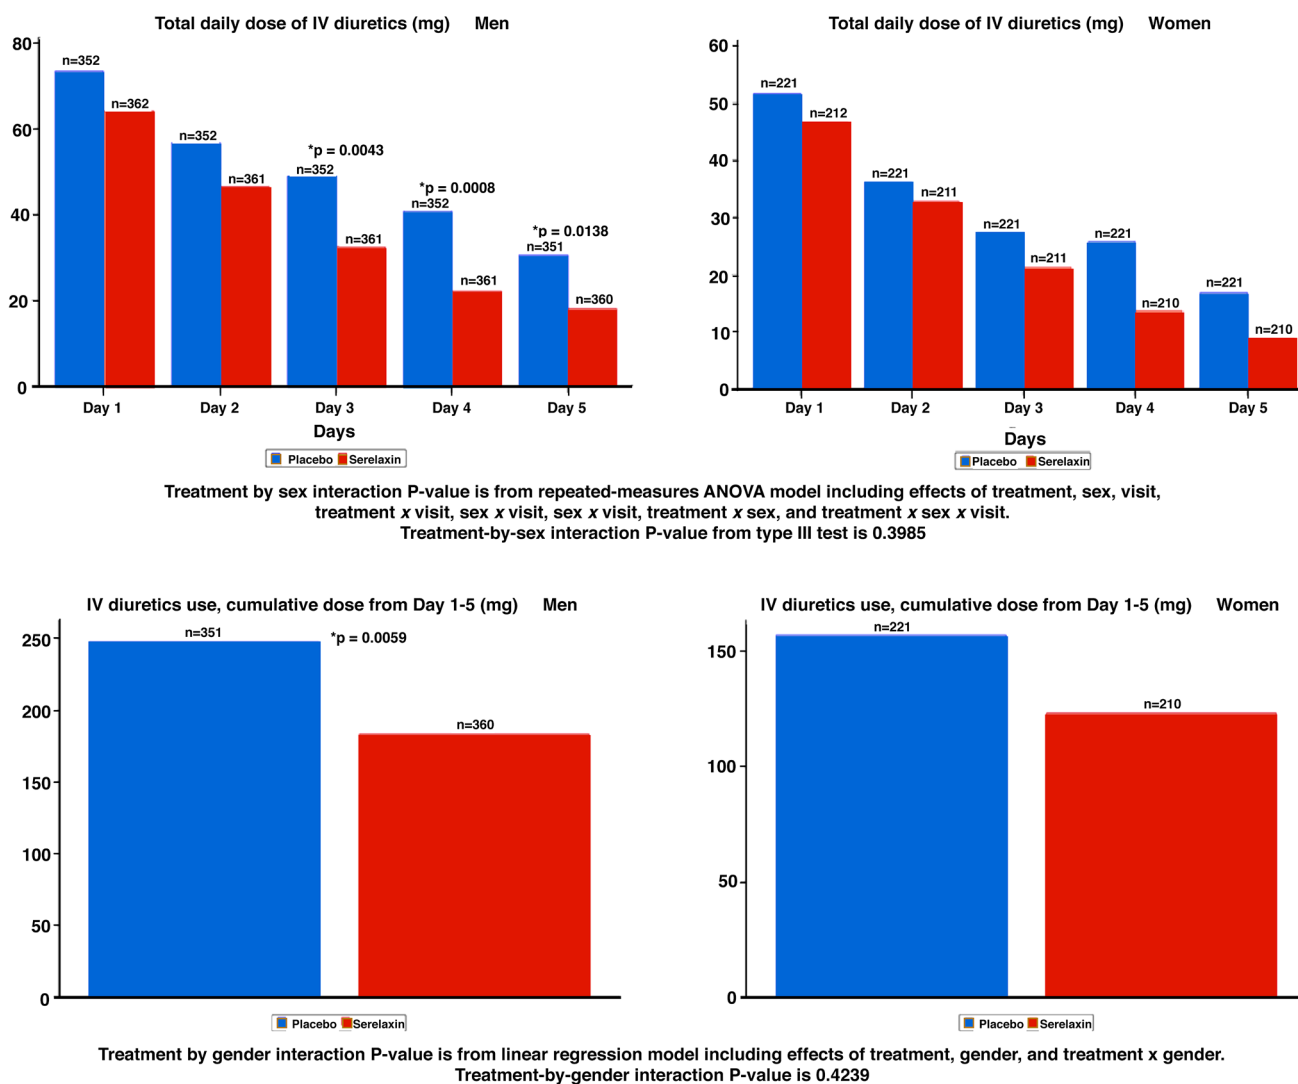 Total daily dose of IV diuretics (mg) Men
80
60
40
20
0
n=352
n=362
n=352
n=361
*p = 0.0043
n=352
n=361
*p = 0.0008
n=352
n=361
*p = 0.0138
n=351
n=360
Day 1 Day 2 Day 3 Day 4 Day 5
Days
Placebo Serelaxin
Total daily dose of IV diuretics (mg) Women
60
50
40
30
20
10
0
n=221
n=212
n=221
n=211
n=221
n=211
n=221
n=210
n=221
n=210
Day 1 Day 2 Day 3 Day 4 Day 5
Days
Placebo Serelaxin
Treatment by sex interaction P-value is from repeated-measures ANOVA model including effects of treatment, sex, visit,
treatment x visit, sex x visit, sex x visit, treatment x sex, and treatment x sex x visit.
Treatment-by-sex interaction P-value from type III test is 0.3985
IV diuretics use, cumulative dose from Day 1-5 (mg) Men
250
200
150
100
50
0
n=351
*p = 0.0059
n=360
Placebo Serelaxin
IV diuretics use, cumulative dose from Day 1-5 (mg) Women
150
100
50
0
n=221
n=210
Placebo Serelaxin
Treatment by gender interaction P-value is from linear regression model including effects of treatment, gender, and treatment x gender.
Treatment-by-gender interaction P-value is 0.4239